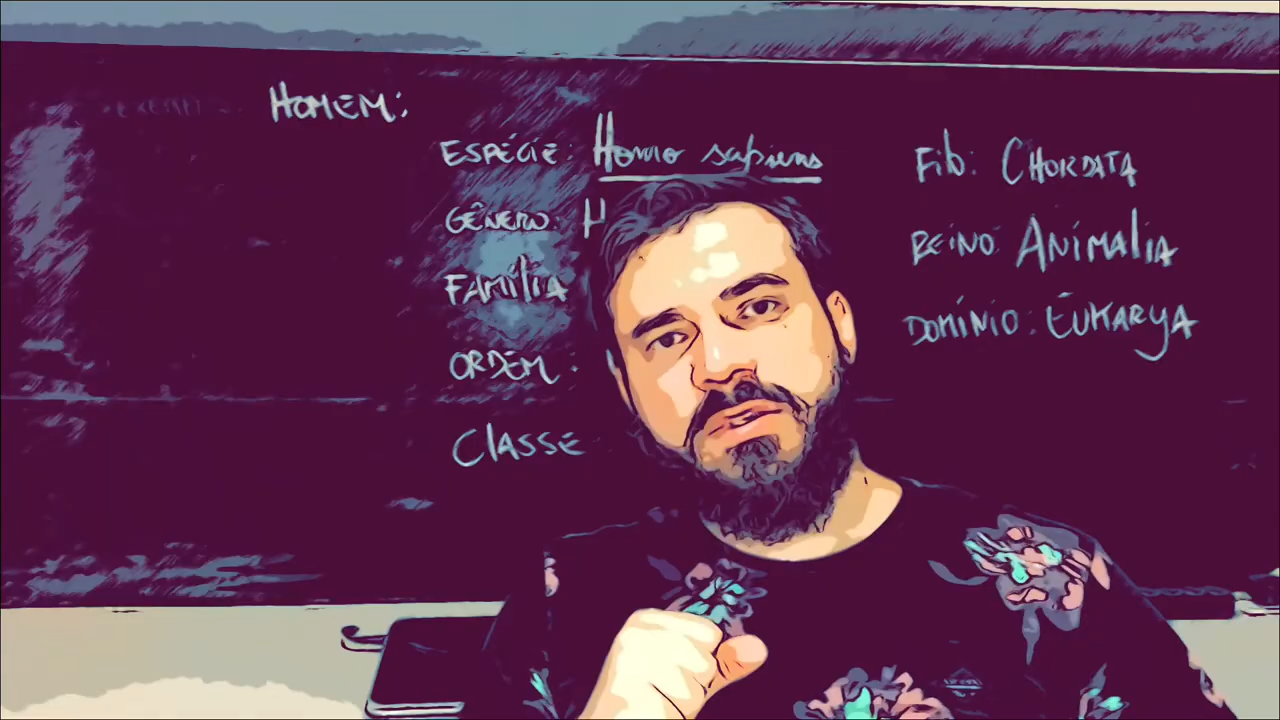 HOMEM:
ESPÉCIE: Homo sapiens
GÊNERO: H
FAMÍLIA
ORDEM:
CLASSE
Filo: CHORDATA
REINO: ANIMALIA
DOMÍNIO: EUKARYA